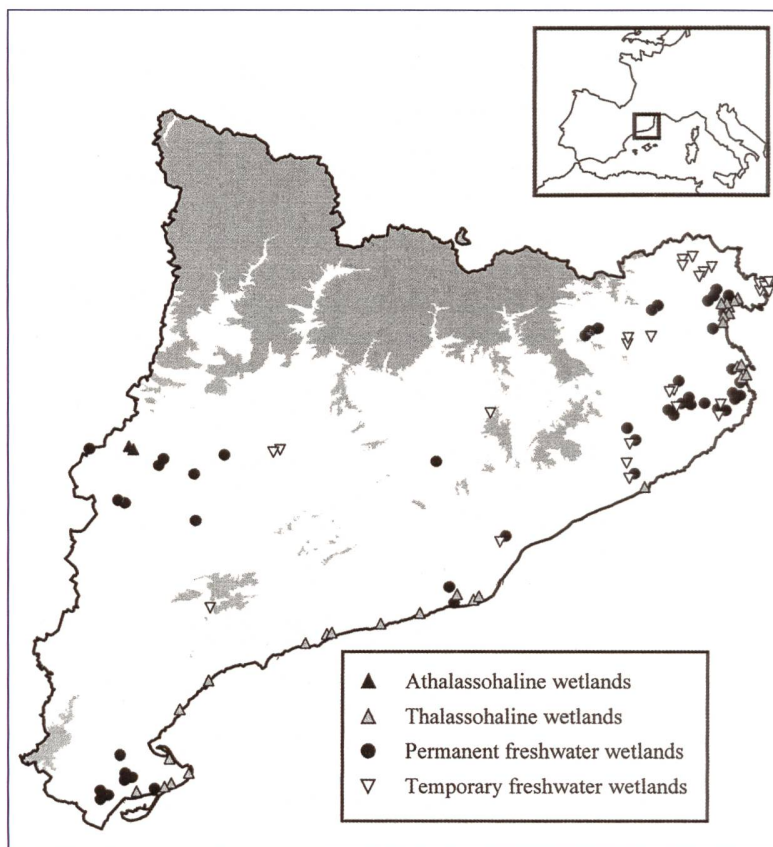 Athalassohaline wetlands
Thalassohaline wetlands
Permanent freshwater wetlands
Temporary freshwater wetlands